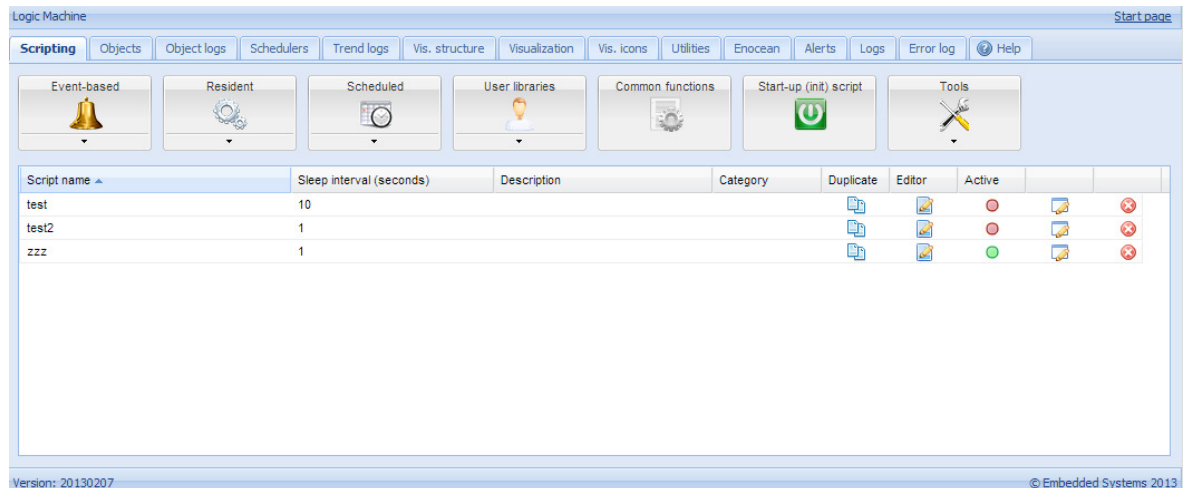 Logic Machine Start page
Scripting Objects Object logs Schedulers Trend logs Vis. structure Visualization Vis. icons Utilities Enocean Alerts Logs Error log Help
Event-based Resident Scheduled User libraries Common functions Start-up (init) script Tools
Script name Sleep interval (seconds) Description Category Duplicate Editor Active
test 10
test2 1
zzz 1
Version: 20130207 © Embedded Systems 2013